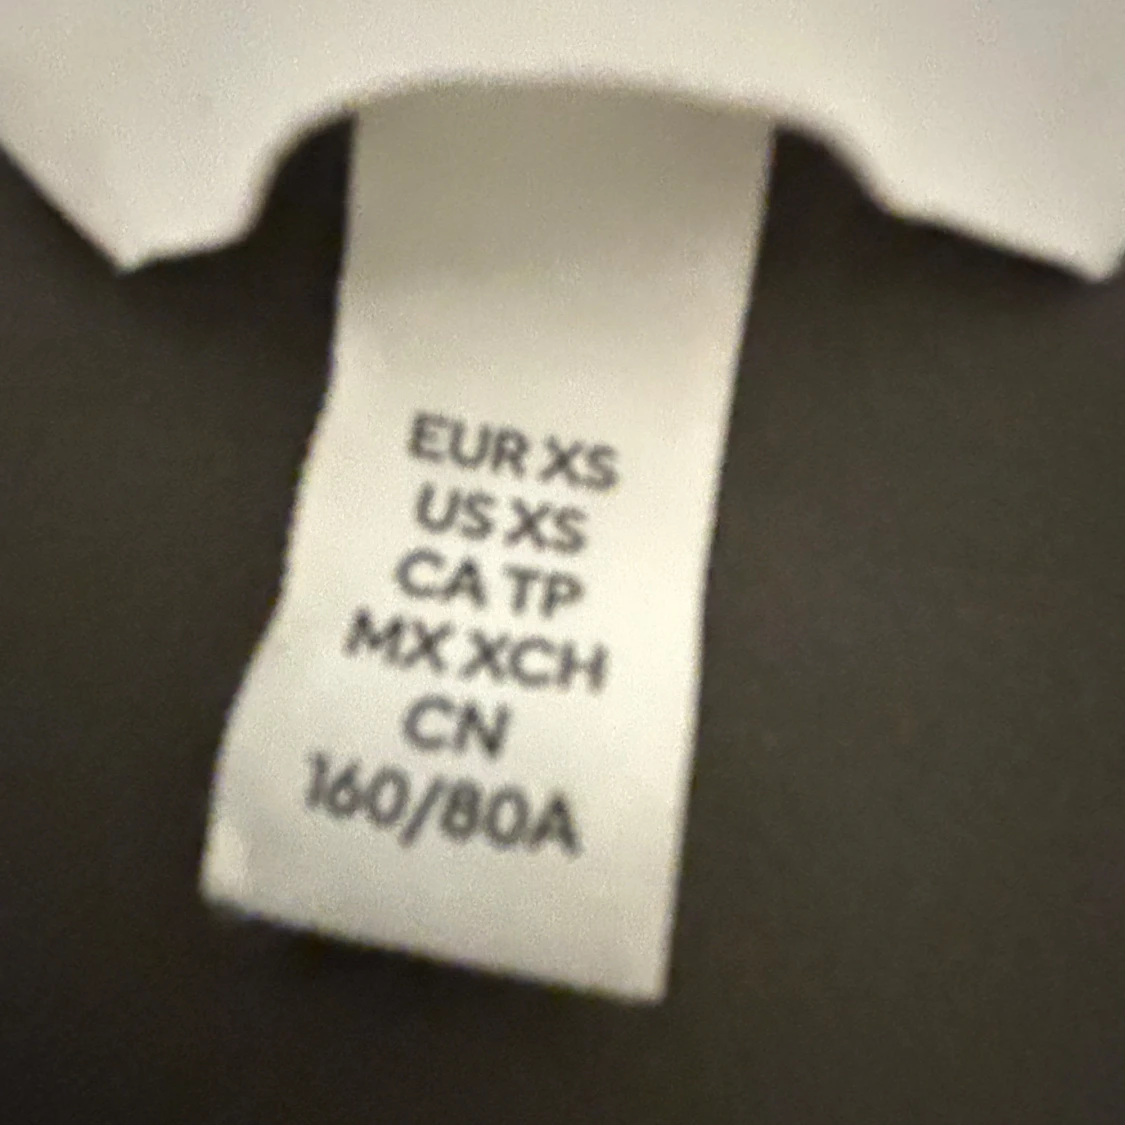 EUR XS
US XS
CA TP
MX XCH
CN
160/80A